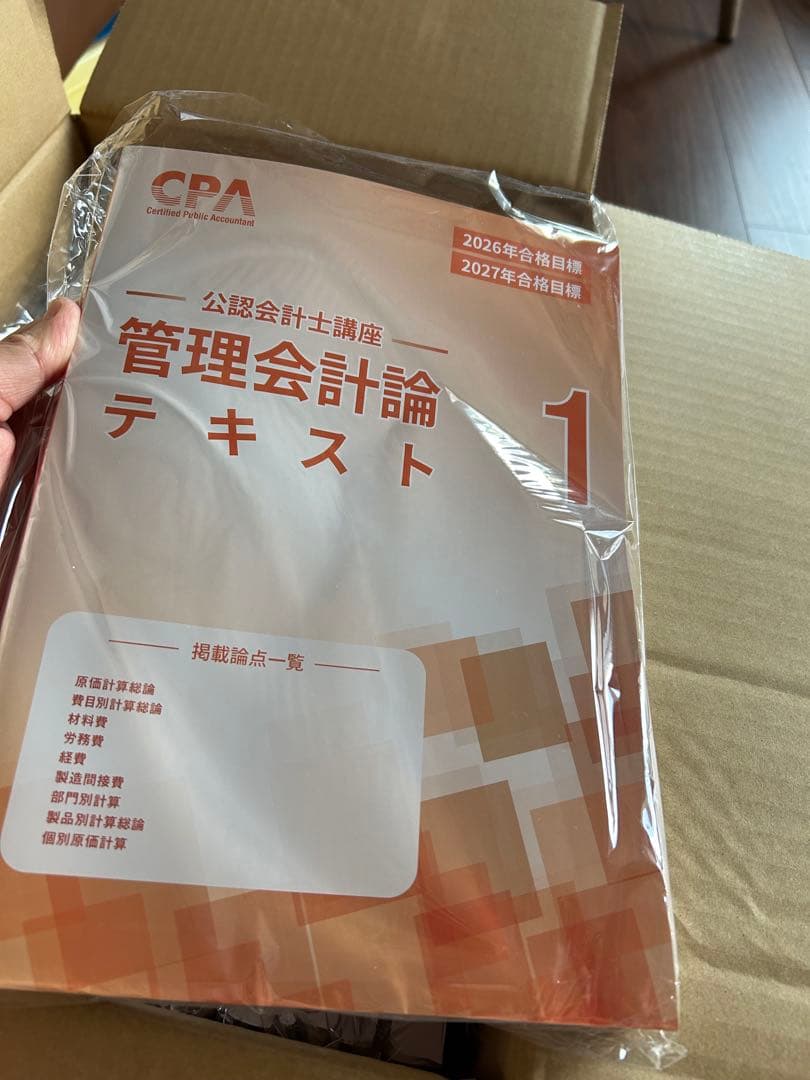 CPA
Certified Public Accountant
2026年合格目標
2027年合格目標
公認会計士講座
管理会計論
テキスト
1
掲載論点一覧
原価計算総論
費目別計算総論
材料費
労務費
経費
製造間接費
部門別計算
製品別計算総論
個別原価計算